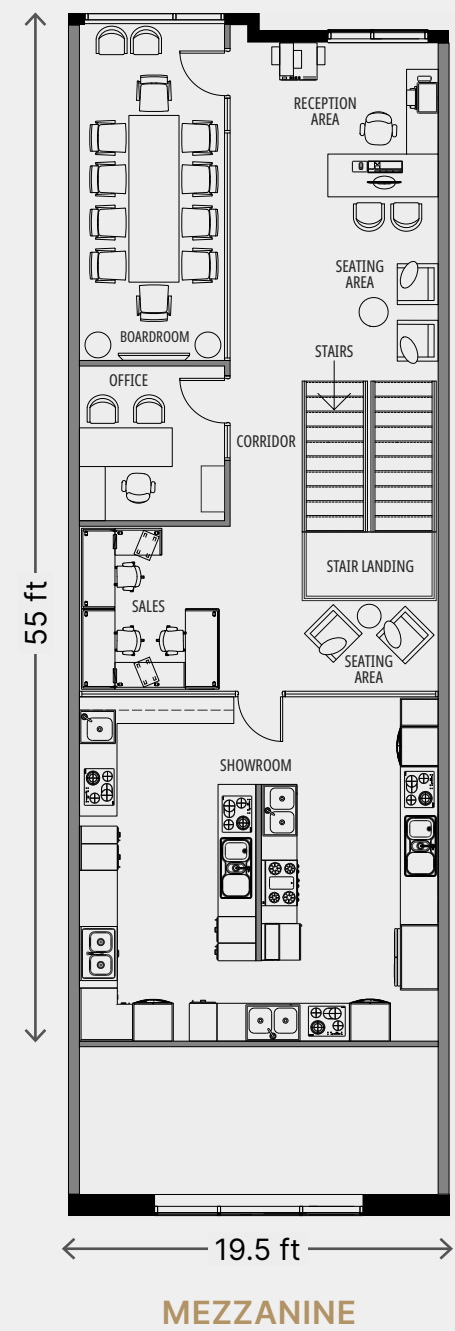 RECEPTION
AREA
SEATING
AREA
BOARDROOM
STAIRS
OFFICE
CORRIDOR
STAIR LANDING
SALES
SEATING
AREA
SHOWROOM
55 ft
19.5 ft
MEZZANINE